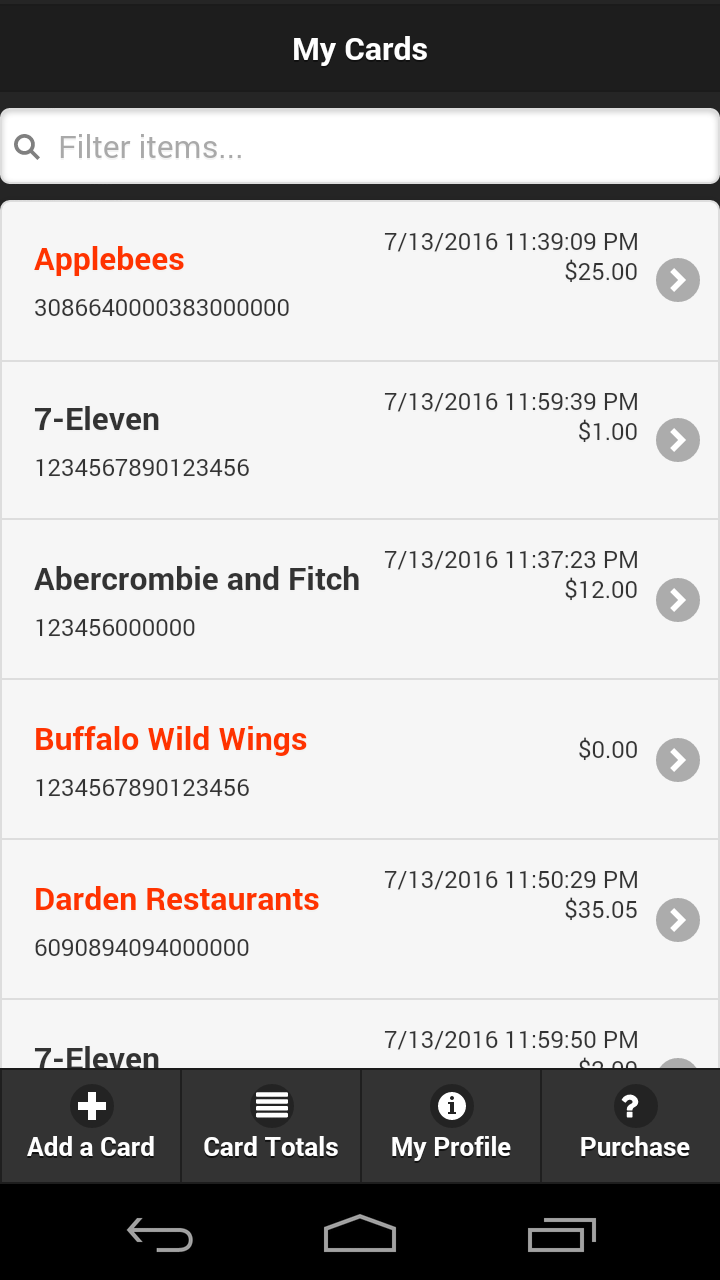 My Cards
Filter items...
Applebees
7/13/2016 11:39:09 PM
$25.00
3086640000383000000
7-Eleven
7/13/2016 11:59:39 PM
$1.00
1234567890123456
Abercrombie and Fitch
7/13/2016 11:37:23 PM
$12.00
123456000000
Buffalo Wild Wings
$0.00
1234567890123456
Darden Restaurants
7/13/2016 11:50:29 PM
$35.05
6090894094000000
7-Eleven
7/13/2016 11:59:50 PM
Add a Card
Card Totals
My Profile
Purchase